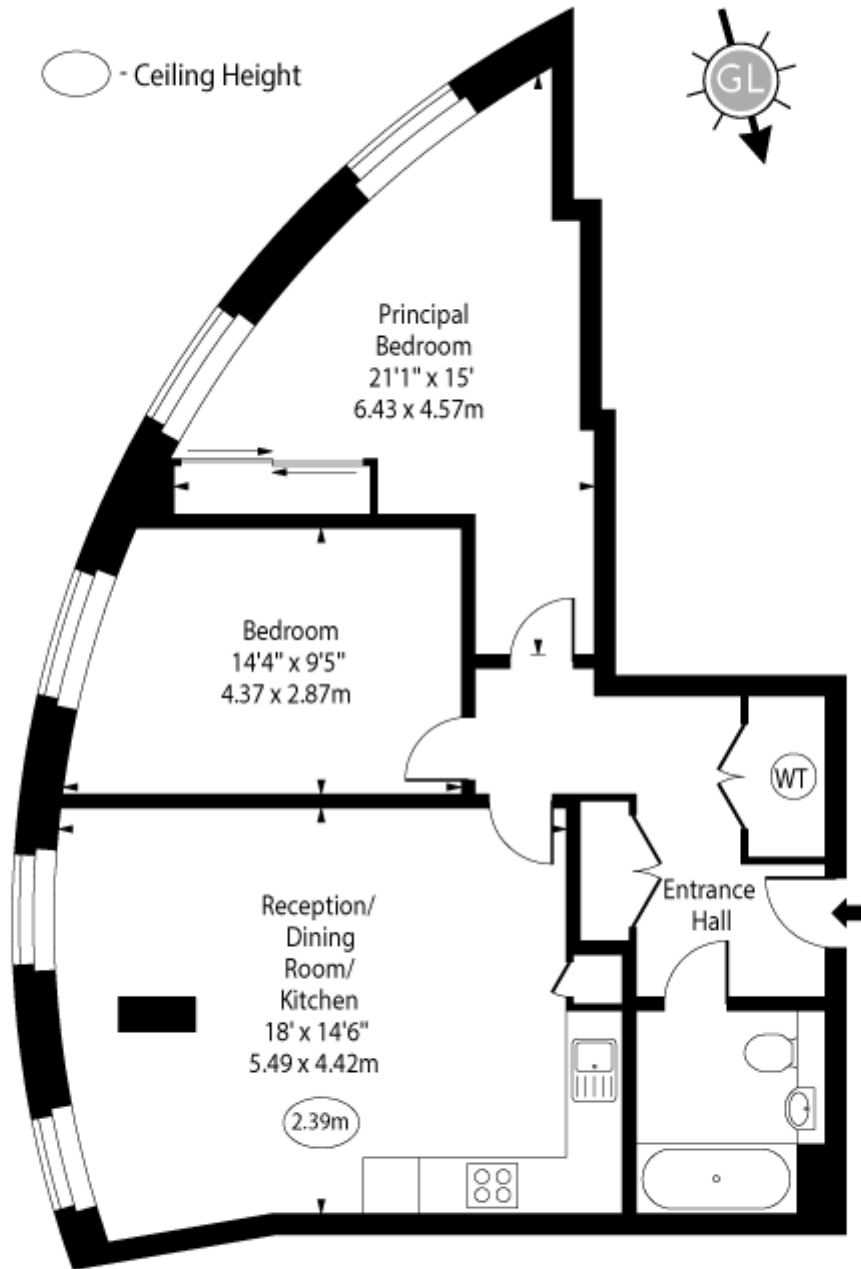 - Ceiling Height
GL
Principal
Bedroom
21'1" x 15'
6.43 x 4.57m
Bedroom
14'4" x 9'5"
4.37 x 2.87m
WT
Entrance
Hall
Reception/
Dining
Room/
Kitchen
18' x 14'6"
5.49 x 4.42m
2.39m